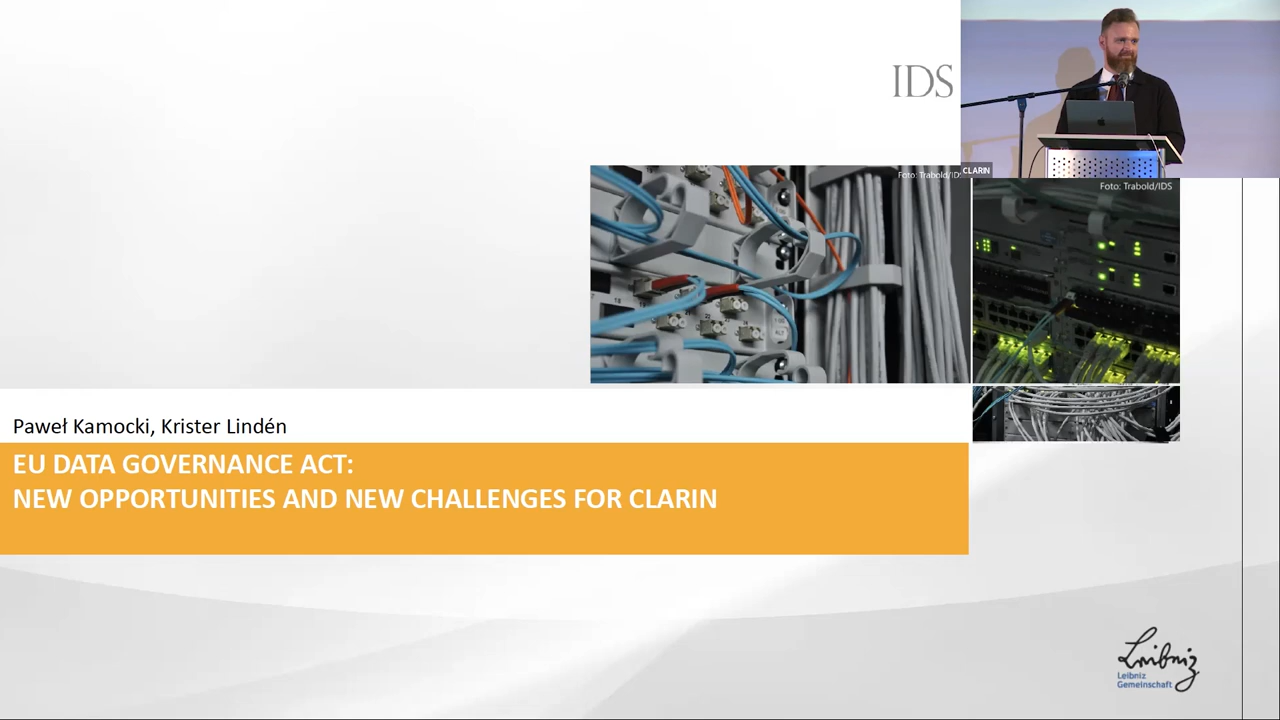 IDS
CLARIN
Foto: Trabold/ID
Foto: Trabold/IDS
Paweł Kamocki, Krister Lindén
EU DATA GOVERNANCE ACT:
NEW OPPORTUNITIES AND NEW CHALLENGES FOR CLARIN
Leibniz
Leibniz
Gemeinschaft